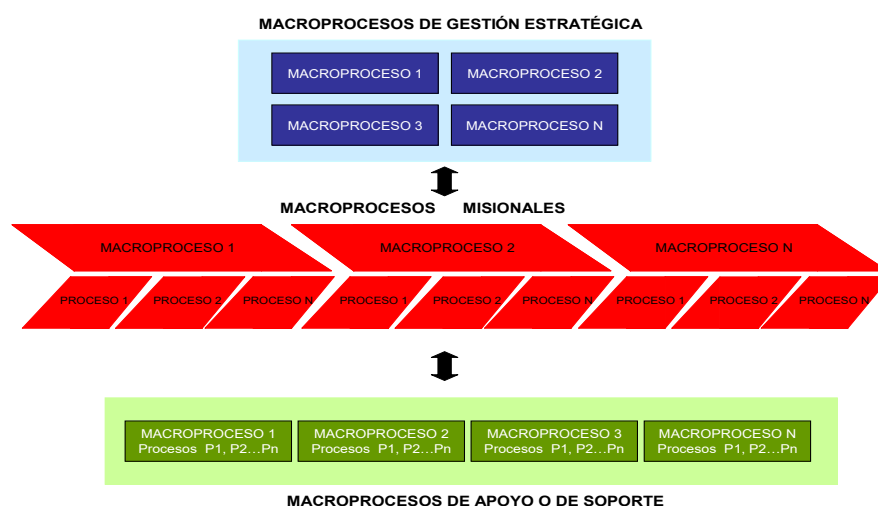 MACROPROCESOS DE GESTIÓN ESTRATÉGICA
MACROPROCESO 1
MACROPROCESO 2
MACROPROCESO 3
MACROPROCESO N
MACROPROCESOS MISIONALES
MACROPROCESO 1
MACROPROCESO 2
MACROPROCESO N
PROCESO 1
PROCESO 2
PROCESO N
PROCESO 1
PROCESO 2
PROCESO N
PROCESO 1
PROCESO 2
PROCESO N
MACROPROCESO 1
Procesos P1, P2...Pn
MACROPROCESO 2
Procesos P1, P2...Pn
MACROPROCESO 3
Procesos P1, P2...Pn
MACROPROCESO N
Procesos P1, P2...Pn
MACROPROCESOS DE APOYO O DE SOPORTE